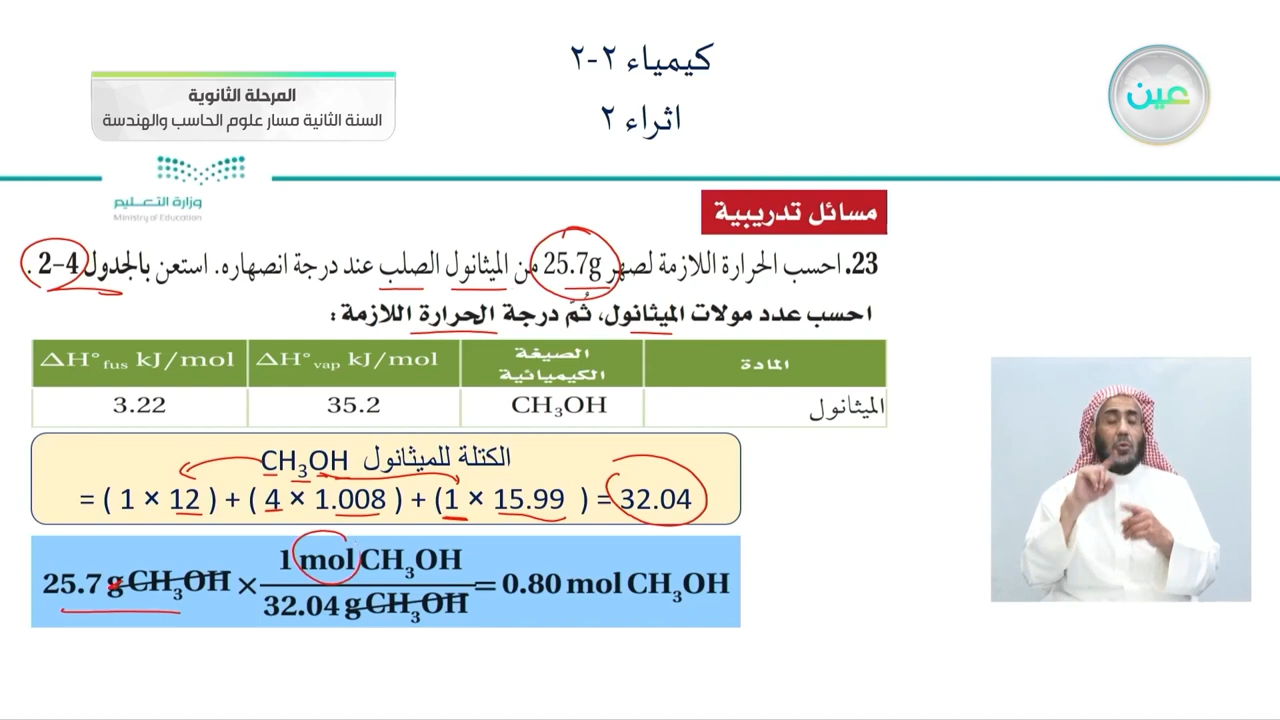 كيمياء ٢-٢
اثراء ٢
عين
المرحلة الثانوية
السنة الثانية مسار علوم الحاسب والهندسة
وزارة التعليم
Ministry of Education
مسائل تدريبية
23. احسب الحرارة اللازمة لصهر 25.7g من الميثانول الصلب عند درجة انصهاره. استعن بالجدول 4-2 .
احسب عدد مولات الميثانول، ثُمَّ درجة الحرارة اللازمة :
المادة | الصيغة الكيميائية | ΔH°vap kJ/mol | ΔH°fus kJ/mol
الميثانول | CH₃OH | 35.2 | 3.22
الكتلة للميثانول CH₃OH
= ( 1 × 12 ) + ( 4 × 1.008 ) + (1 × 15.99 ) = 32.04
25.7 g CH₃OH × 1 mol CH₃OH / 32.04 g CH₃OH = 0.80 mol CH₃OH